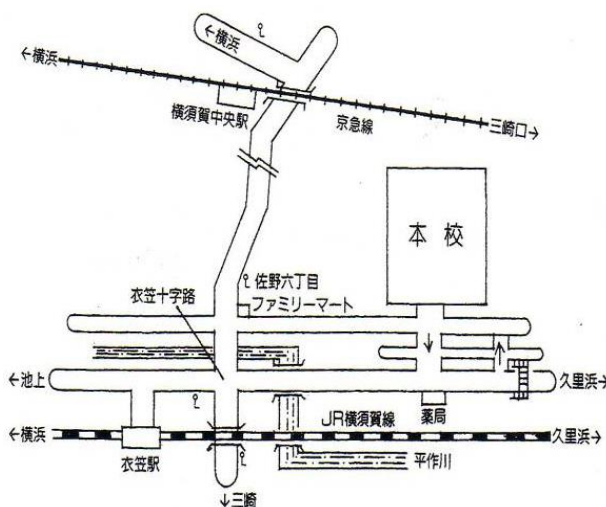 ←横浜
←横浜
横須賀中央駅
京急線
三崎口→
本校
佐野六丁目
衣笠十字路
ファミリーマート
←池上
久里浜→
薬局
JR横須賀線
←横浜
久里浜→
衣笠駅
平作川
↓三崎